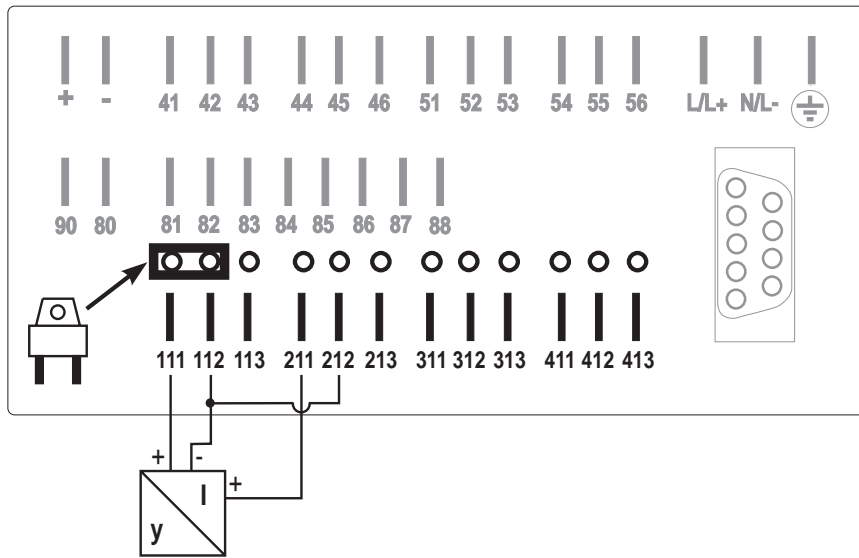 + - 41 42 43 44 45 46 51 52 53 54 55 56 L/L+ N/L-
90 80 81 82 83 84 85 86 87 88
111 112 113 211 212 213 311 312 313 411 412 413
+ -
I +
y